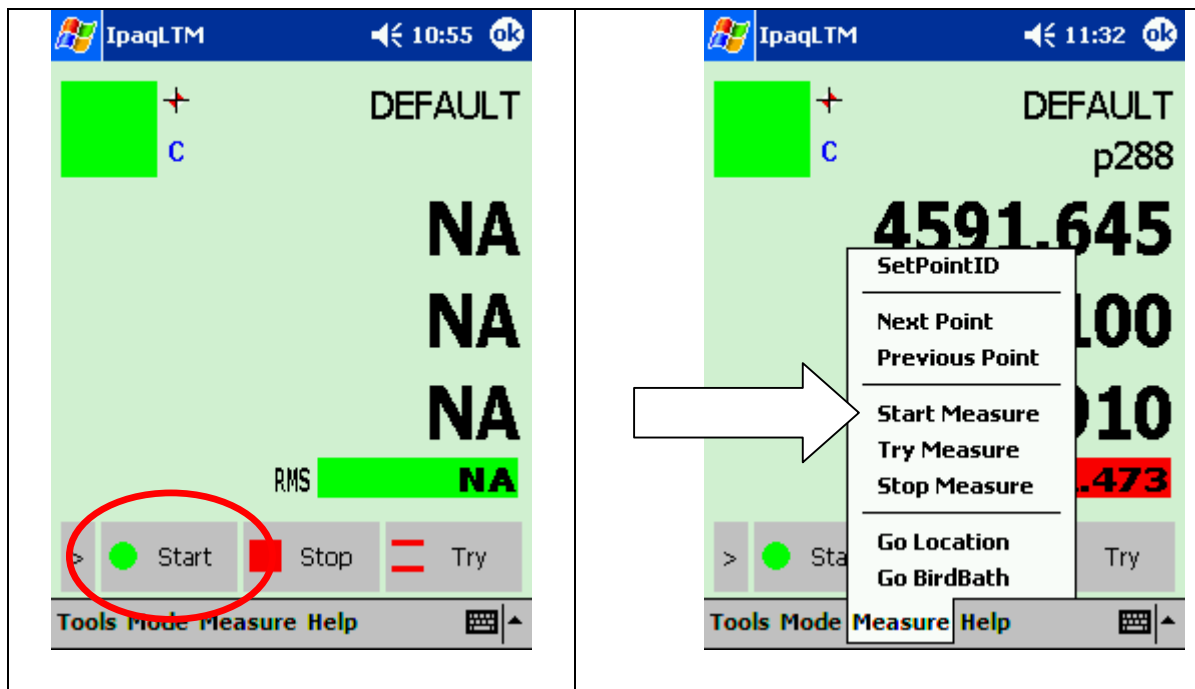 IpaqLTM 10:55 ok
DEFAULT
C
NA
NA
NA
RMS NA
> Start Stop Try
Tools Mode Measure Help
IpaqLTM 11:32 ok
DEFAULT
C
p288
4591.645
SetPointID
Next Point
100
Previous Point
Start Measure
910
Try Measure
Stop Measure
.473
Go Location
> Sta Try
Go BirdBath
Tools Mode Measure Help